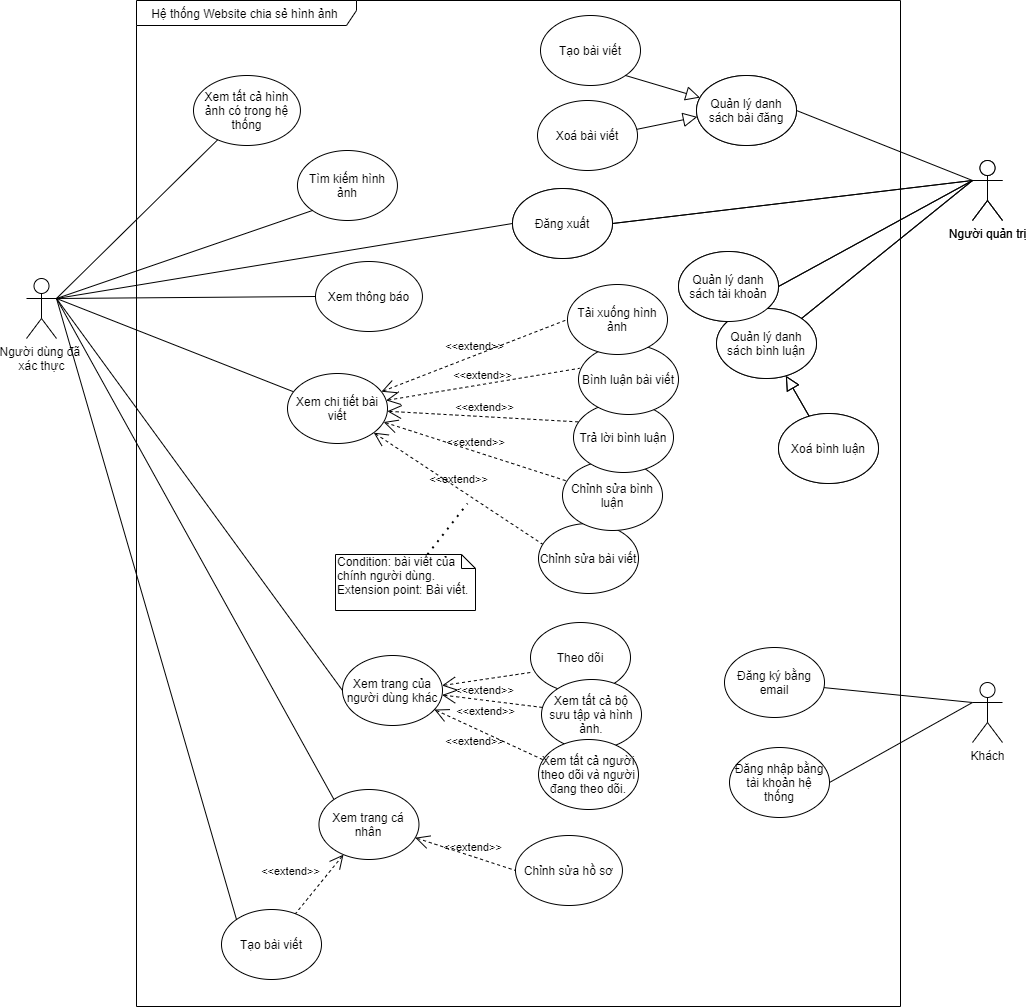 Hệ thống Website chia sẻ hình ảnh
Tạo bài viết
Xem tất cả hình
ảnh có trong hệ
thống
Quản lý danh
sách bài đăng
Xoá bài viết
Tìm kiếm hình
ảnh
Đăng xuất
Người quản trị
Quản lý danh
sách tài khoản
Xem thông báo
Tải xuống hình
ảnh
Người dùng đã
xác thực
Quản lý danh
sách bình luận
<<extend>>
<<extend>>
Bình luận bài viết
Xem chi tiết bài
viết
<<extend>>
Trả lời bình luận
<<extend>>
Xoá bình luận
<<extend>>
Chỉnh sửa bình
luận
Condition: bài viết của
chính người dùng.
Extension point: Bài viết.
Chỉnh sửa bài viết
Theo dõi
Xem trang của
người dùng khác
<<extend>>
<<extend>>
<<extend>>
Xem tất cả bộ
sưu tập và hình
ảnh.
Xem tất cả người
theo dõi và người
đang theo dõi.
Đăng ký bằng
email
Khách
Đăng nhập bằng
tài khoản hệ
thống
Xem trang cá
nhân
<<extend>>
Chỉnh sửa hồ sơ
<<extend>>
Tạo bài viết